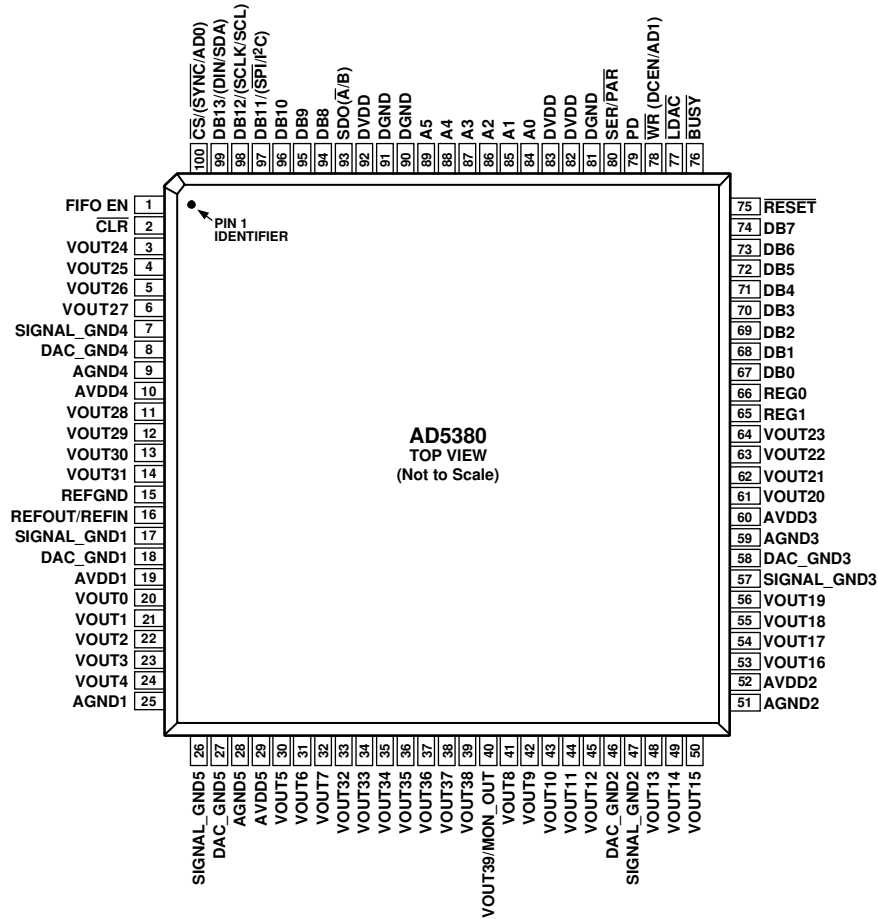 C̅S̅/(S̅Y̅N̅C̅/AD0)
DB13/(DIN/SDA)
DB12/(SCLK/SCL)
DB11/(S̅P̅I̅/I²C)
DB10
DB9
DB8
SDO(A̅/B)
DVDD
DGND
DGND
A5
A4
A3
A2
A1
A0
DVDD
DVDD
DGND
SER/P̅A̅R̅
PD
W̅R̅ (DCEN/AD1)
L̅D̅A̅C̅
B̅U̅S̅Y̅
100 99 98 97 96 95 94 93 92 91 90 89 88 87 86 85 84 83 82 81 80 79 78 77 76
FIFO EN 1
C̅L̅R̅ 2
VOUT24 3
VOUT25 4
VOUT26 5
VOUT27 6
SIGNAL_GND4 7
DAC_GND4 8
AGND4 9
AVDD4 10
VOUT28 11
VOUT29 12
VOUT30 13
VOUT31 14
REFGND 15
REFOUT/REFIN 16
SIGNAL_GND1 17
DAC_GND1 18
AVDD1 19
VOUT0 20
VOUT1 21
VOUT2 22
VOUT3 23
VOUT4 24
AGND1 25
PIN 1
IDENTIFIER
AD5380
TOP VIEW
(Not to Scale)
75 R̅E̅S̅E̅T̅
74 DB7
73 DB6
72 DB5
71 DB4
70 DB3
69 DB2
68 DB1
67 DB0
66 REG0
65 REG1
64 VOUT23
63 VOUT22
62 VOUT21
61 VOUT20
60 AVDD3
59 AGND3
58 DAC_GND3
57 SIGNAL_GND3
56 VOUT19
55 VOUT18
54 VOUT17
53 VOUT16
52 AVDD2
51 AGND2
26 27 28 29 30 31 32 33 34 35 36 37 38 39 40 41 42 43 44 45 46 47 48 49 50
SIGNAL_GND5
DAC_GND5
AGND5
AVDD5
VOUT5
VOUT6
VOUT7
VOUT32
VOUT33
VOUT34
VOUT35
VOUT36
VOUT37
VOUT38
VOUT39/MON_OUT
VOUT8
VOUT9
VOUT10
VOUT11
VOUT12
DAC_GND2
SIGNAL_GND2
VOUT13
VOUT14
VOUT15